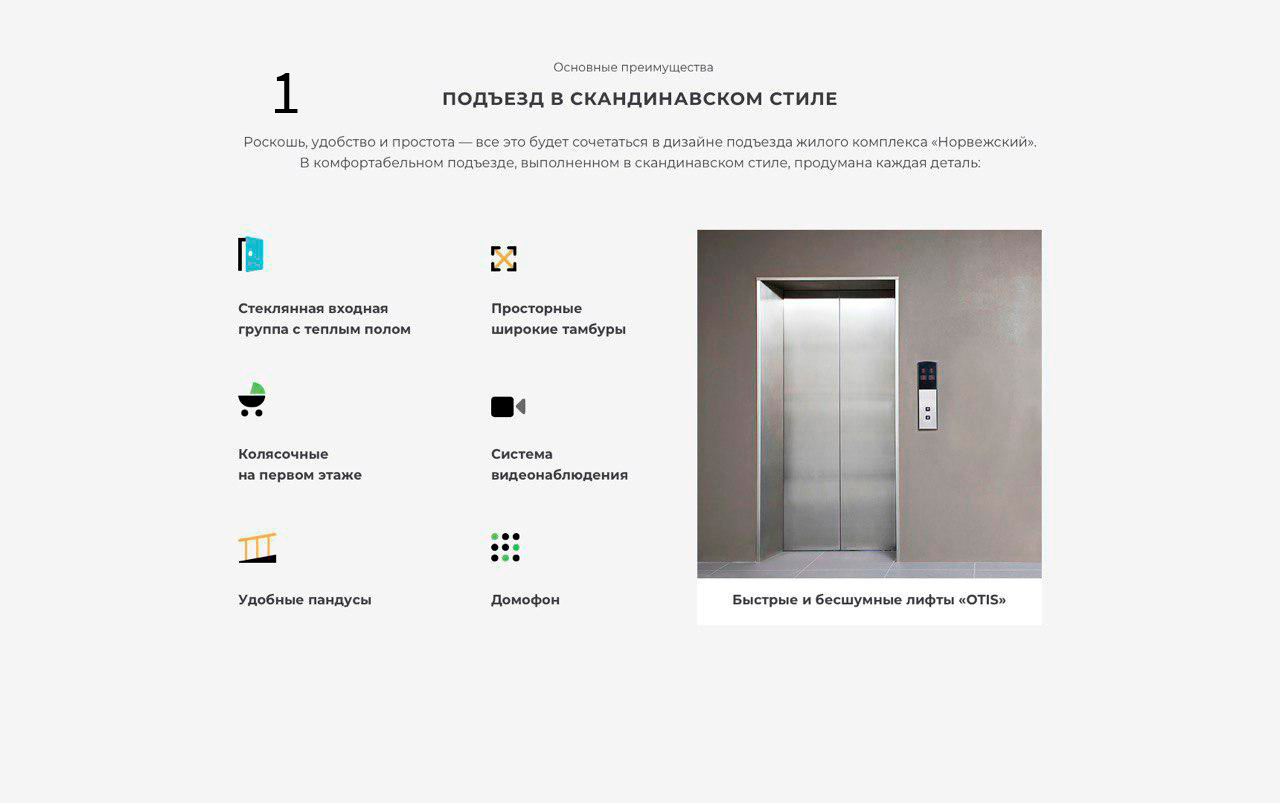 1
Основные преимущества
ПОДЪЕЗД В СКАНДИНАВСКОМ СТИЛЕ
Роскошь, удобство и простота — все это будет сочетаться в дизайне подъезда жилого комплекса «Норвежский».
В комфортабельном подъезде, выполненном в скандинавском стиле, продумана каждая деталь:
Стеклянная входная
группа с теплым полом
Просторные
широкие тамбуры
Колясочные
на первом этаже
Система
видеонаблюдения
Удобные пандусы
Домофон
Быстрые и бесшумные лифты «OTIS»